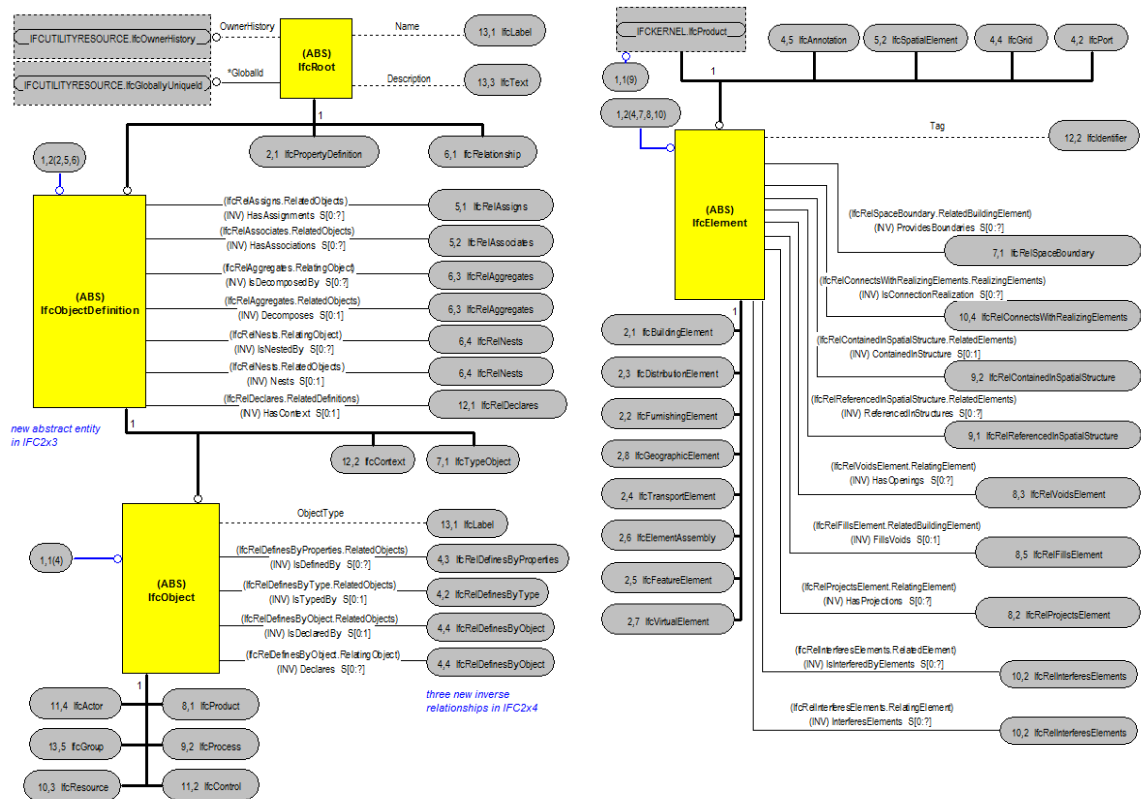 OwnerHistory
Name
IFCUTILITYRESOURCE.IfcOwnerHistory
13,1 IfcLabel
(ABS)
IfcRoot
*GlobalId
Description
IFCUTILITYRESOURCE.IfcGloballyUniqueId
13,3 IfcText
1
2,1 IfcPropertyDefinition
6,1 IfcRelationship
1,2(2,5,6)
(ABS)
IfcObjectDefinition
(IfcRelAssigns.RelatedObjects)
(INV) HasAssignments S[0:?]
5,1 IfcRelAssigns
(IfcRelAssociates.RelatedObjects)
(INV) HasAssociations S[0:?]
5,2 IfcRelAssociates
(IfcRelAggregates.RelatingObject)
(INV) IsDecomposedBy S[0:?]
6,3 IfcRelAggregates
(IfcRelAggregates.RelatedObjects)
(INV) Decomposes S[0:1]
6,3 IfcRelAggregates
(IfcRelNests.RelatingObject)
(INV) IsNestedBy S[0:?]
6,4 IfcRelNests
(IfcRelNests.RelatedObjects)
(INV) Nests S[0:1]
6,4 IfcRelNests
(IfcRelDeclares.RelatedDefinitions)
(INV) HasContext S[0:1]
12,1 IfcRelDeclares
new abstract entity
in IFC2x3
1
12,2 IfcContext
7,1 IfcTypeObject
ObjectType
13,1 IfcLabel
1,1(4)
(ABS)
IfcObject
(IfcRelDefinesByProperties.RelatedObjects)
(INV) IsDefinedBy S[0:?]
4,3 IfcRelDefinesByProperties
(IfcRelDefinesByType.RelatedObjects)
(INV) IsTypedBy S[0:1]
4,2 IfcRelDefinesByType
(IfcRelDefinesByObject.RelatedObjects)
(INV) IsDeclaredBy S[0:1]
4,4 IfcRelDefinesByObject
(IfcRelDefinesByObject.RelatingObject)
(INV) Declares S[0:?]
4,4 IfcRelDefinesByObject
three new inverse
relationships in IFC2x4
1
11,4 IfcActor
8,1 IfcProduct
13,5 IfcGroup
9,2 IfcProcess
10,3 IfcResource
11,2 IfcControl
IFCKERNEL.IfcProduct
4,5 IfcAnnotation
5,2 IfcSpatialElement
4,4 IfcGrid
4,2 IfcPort
1,1(9)
1
1,2(4,7,8,10)
Tag
12,2 IfcIdentifier
(ABS)
IfcElement
(IfcRelSpaceBoundary.RelatedBuildingElement)
(INV) ProvidesBoundaries S[0:?]
7,1 IfcRelSpaceBoundary
(IfcRelConnectsWithRealizingElements.RealizingElements)
(INV) IsConnectionRealization S[0:?]
10,4 IfcRelConnectsWithRealizingElements
(IfcRelContainedInSpatialStructure.RelatedElements)
(INV) ContainedInStructure S[0:1]
9,2 IfcRelContainedInSpatialStructure
(IfcRelReferencedInSpatialStructure.RelatedElements)
(INV) ReferencedInStructures S[0:?]
9,1 IfcRelReferencedInSpatialStructure
(IfcRelVoidsElement.RelatingElement)
(INV) HasOpenings S[0:?]
8,3 IfcRelVoidsElement
(IfcRelFillsElement.RelatedBuildingElement)
(INV) FillsVoids S[0:1]
8,5 IfcRelFillsElement
(IfcRelProjectsElement.RelatingElement)
(INV) HasProjections S[0:?]
8,2 IfcRelProjectsElement
(IfcRelInterferesElements.RelatedElement)
(INV) IsInterferedByElements S[0:?]
10,2 IfcRelInterferesElements
(IfcRelInterferesElements.RelatingElement)
(INV) InterferesElements S[0:?]
10,2 IfcRelInterferesElements
1
2,1 IfcBuildingElement
2,3 IfcDistributionElement
2,2 IfcFurnishingElement
2,8 IfcGeographicElement
2,4 IfcTransportElement
2,6 IfcElementAssembly
2,5 IfcFeatureElement
2,7 IfcVirtualElement